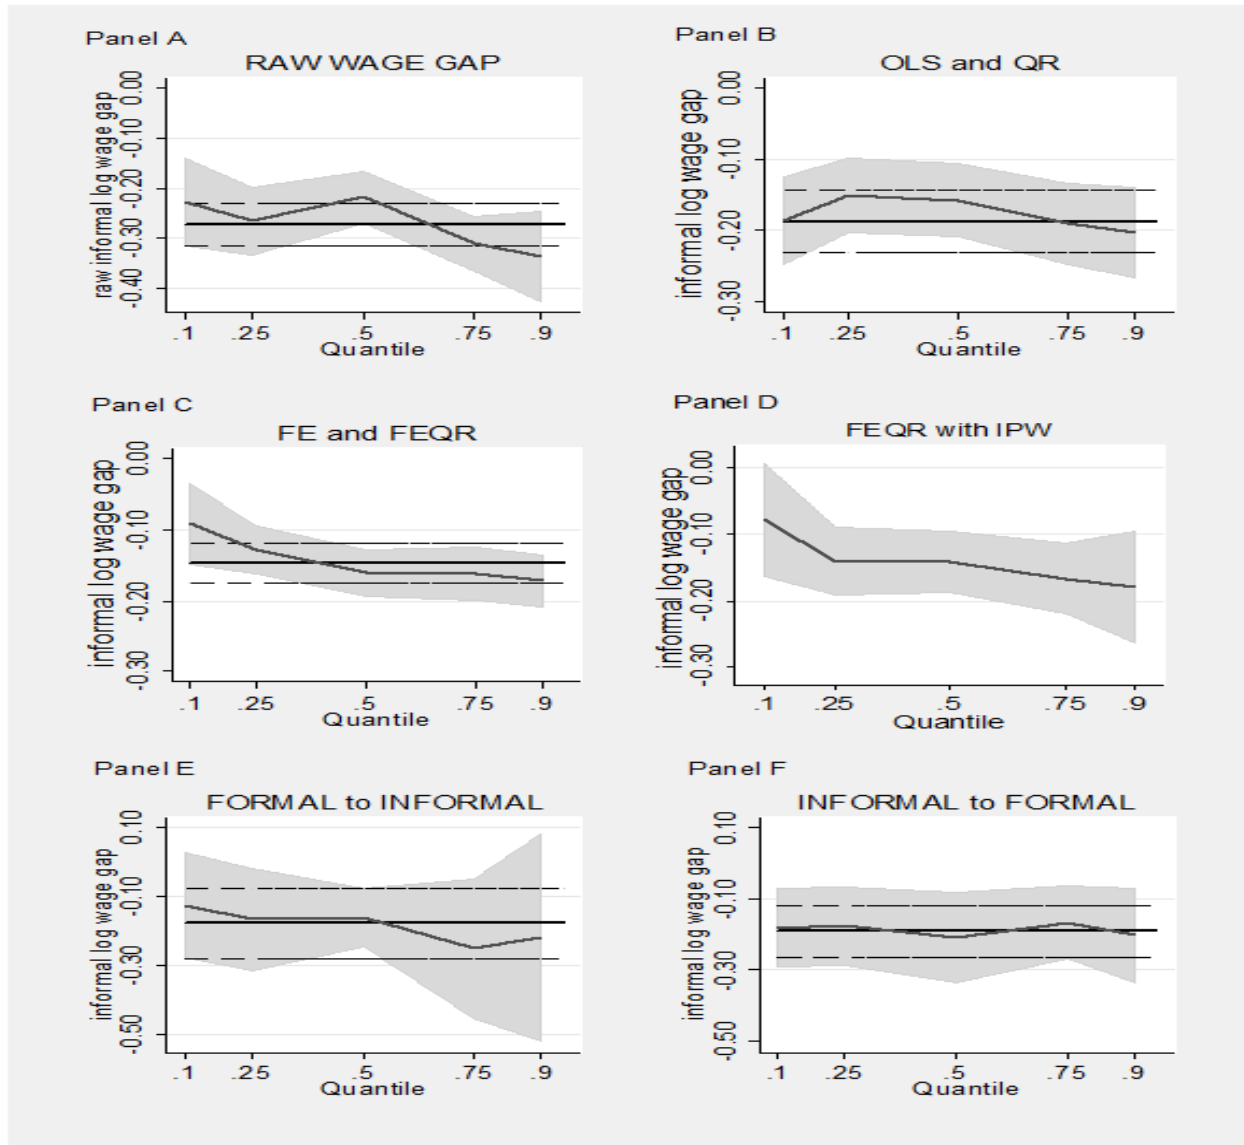 Panel A
RAW WAGE GAP
raw informal log wage gap
0.00
-0.10
-0.20
-0.30
-0.40
.1 .25 .5 .75 .9
Quantile
Panel B
OLS and QR
informal log wage gap
0.00
-0.10
-0.20
-0.30
.1 .25 .5 .75 .9
Quantile
Panel C
FE and FEQR
informal log wage gap
0.00
-0.10
-0.20
-0.30
.1 .25 .5 .75 .9
Quantile
Panel D
FEQR with IPW
informal log wage gap
0.00
-0.10
-0.20
-0.30
.1 .25 .5 .75 .9
Quantile
Panel E
FORMAL to INFORMAL
informal log wage gap
0.10
-0.10
-0.30
-0.50
.1 .25 .5 .75 .9
Quantile
Panel F
INFORMAL to FORMAL
informal log wage gap
0.10
-0.10
-0.30
-0.50
.1 .25 .5 .75 .9
Quantile